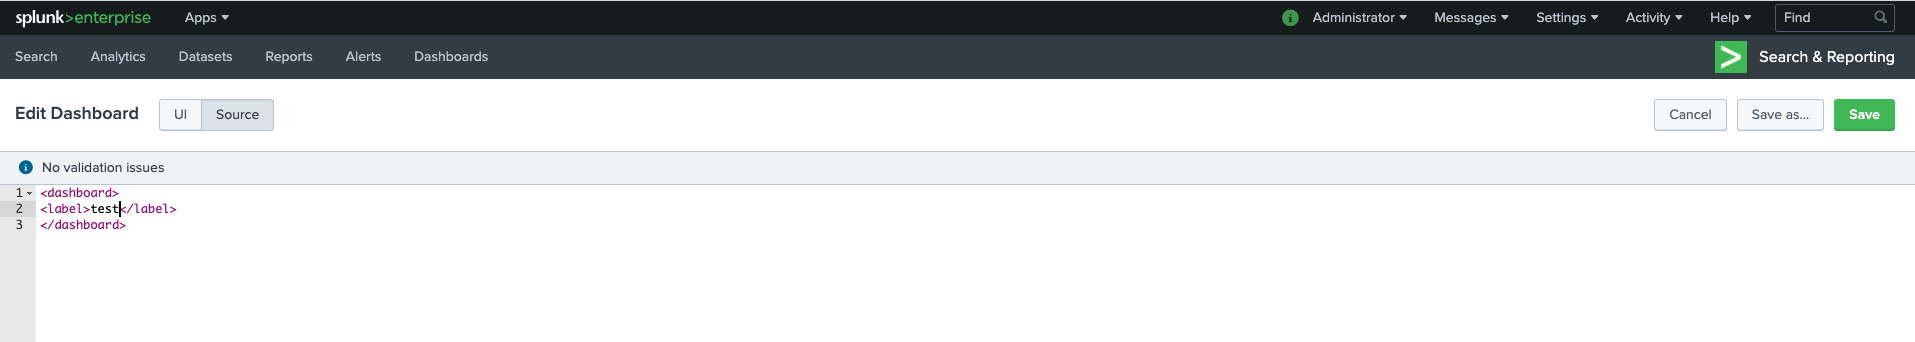 splunk>enterprise Apps Administrator Messages Settings Activity Help Find
Search Analytics Datasets Reports Alerts Dashboards Search & Reporting
Edit Dashboard UI Source Cancel Save as... Save
No validation issues
1 <dashboard>
2 <label>test</label>
3 </dashboard>